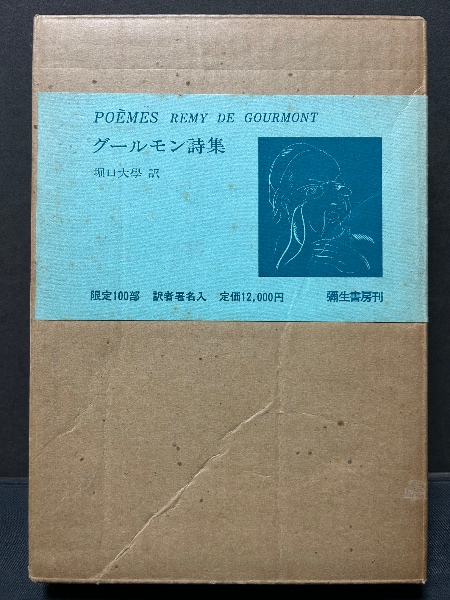 POÈMES REMY DE GOURMONT
グールモン詩集
堀口大學 訳
限定100部 訳者署名入 定価12,000円 彌生書房刊